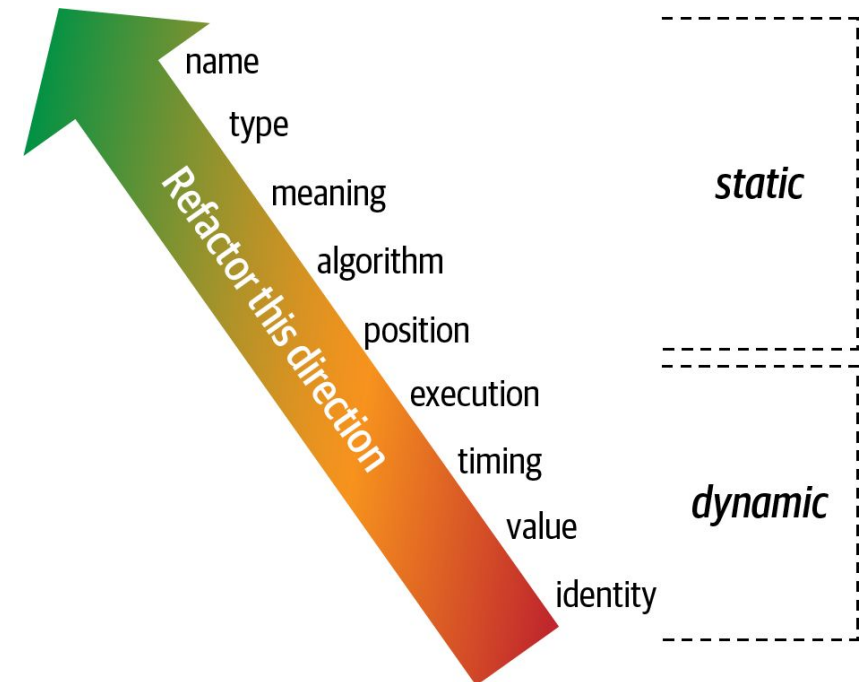 name
type
meaning
algorithm
position
execution
timing
value
identity
Refactor this direction
static
dynamic